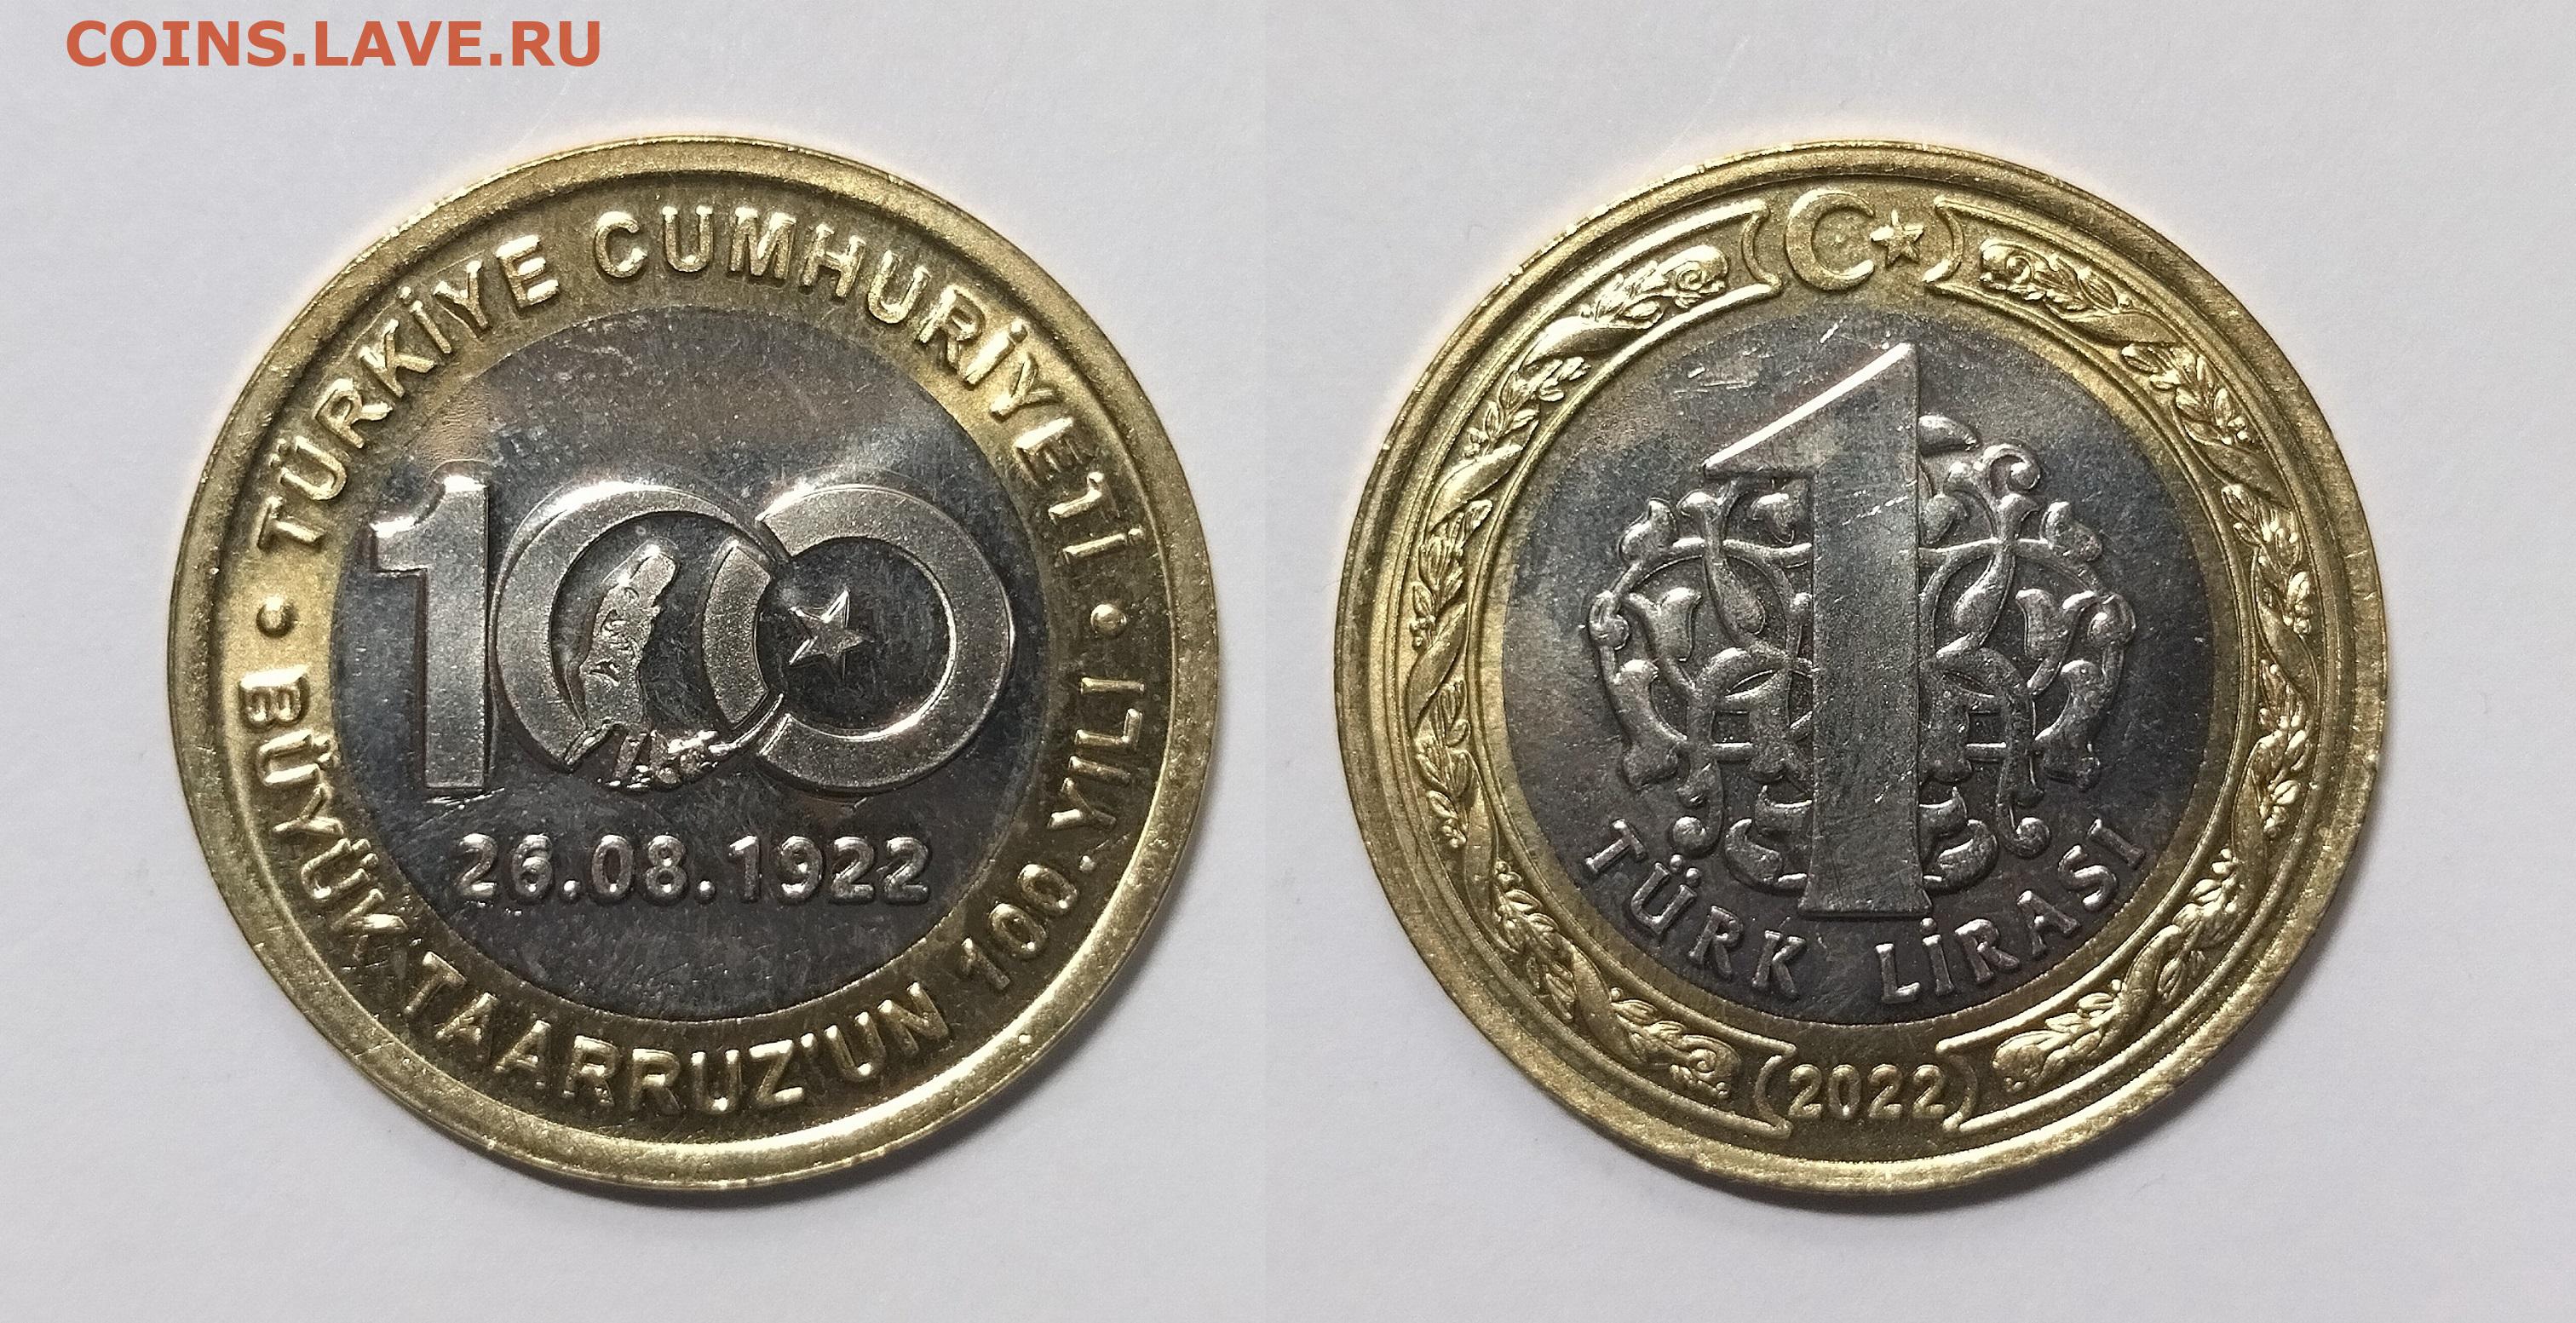 COINS.LAVE.RU
TÜRKİYE CUMHURİYETİ
100
26.08.1922
BÜYÜK TAARRUZ'UN 100.YILI
1
TÜRK LİRASI
2022